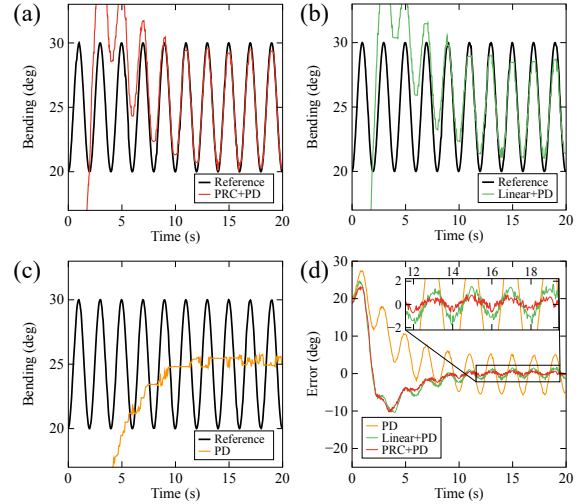 (a)
30
25
20
Bending (deg)
Reference
PRC+PD
0 5 10 15 20
Time (s)
(b)
30
25
20
Bending (deg)
Reference
Linear+PD
0 5 10 15 20
Time (s)
(c)
30
25
20
Bending (deg)
Reference
PD
0 5 10 15 20
Time (s)
(d)
30
20
10
0
-10
-20
Error (deg)
12 14 16 18
2
0
-2
PD
Linear+PD
PRC+PD
0 5 10 15 20
Time (s)